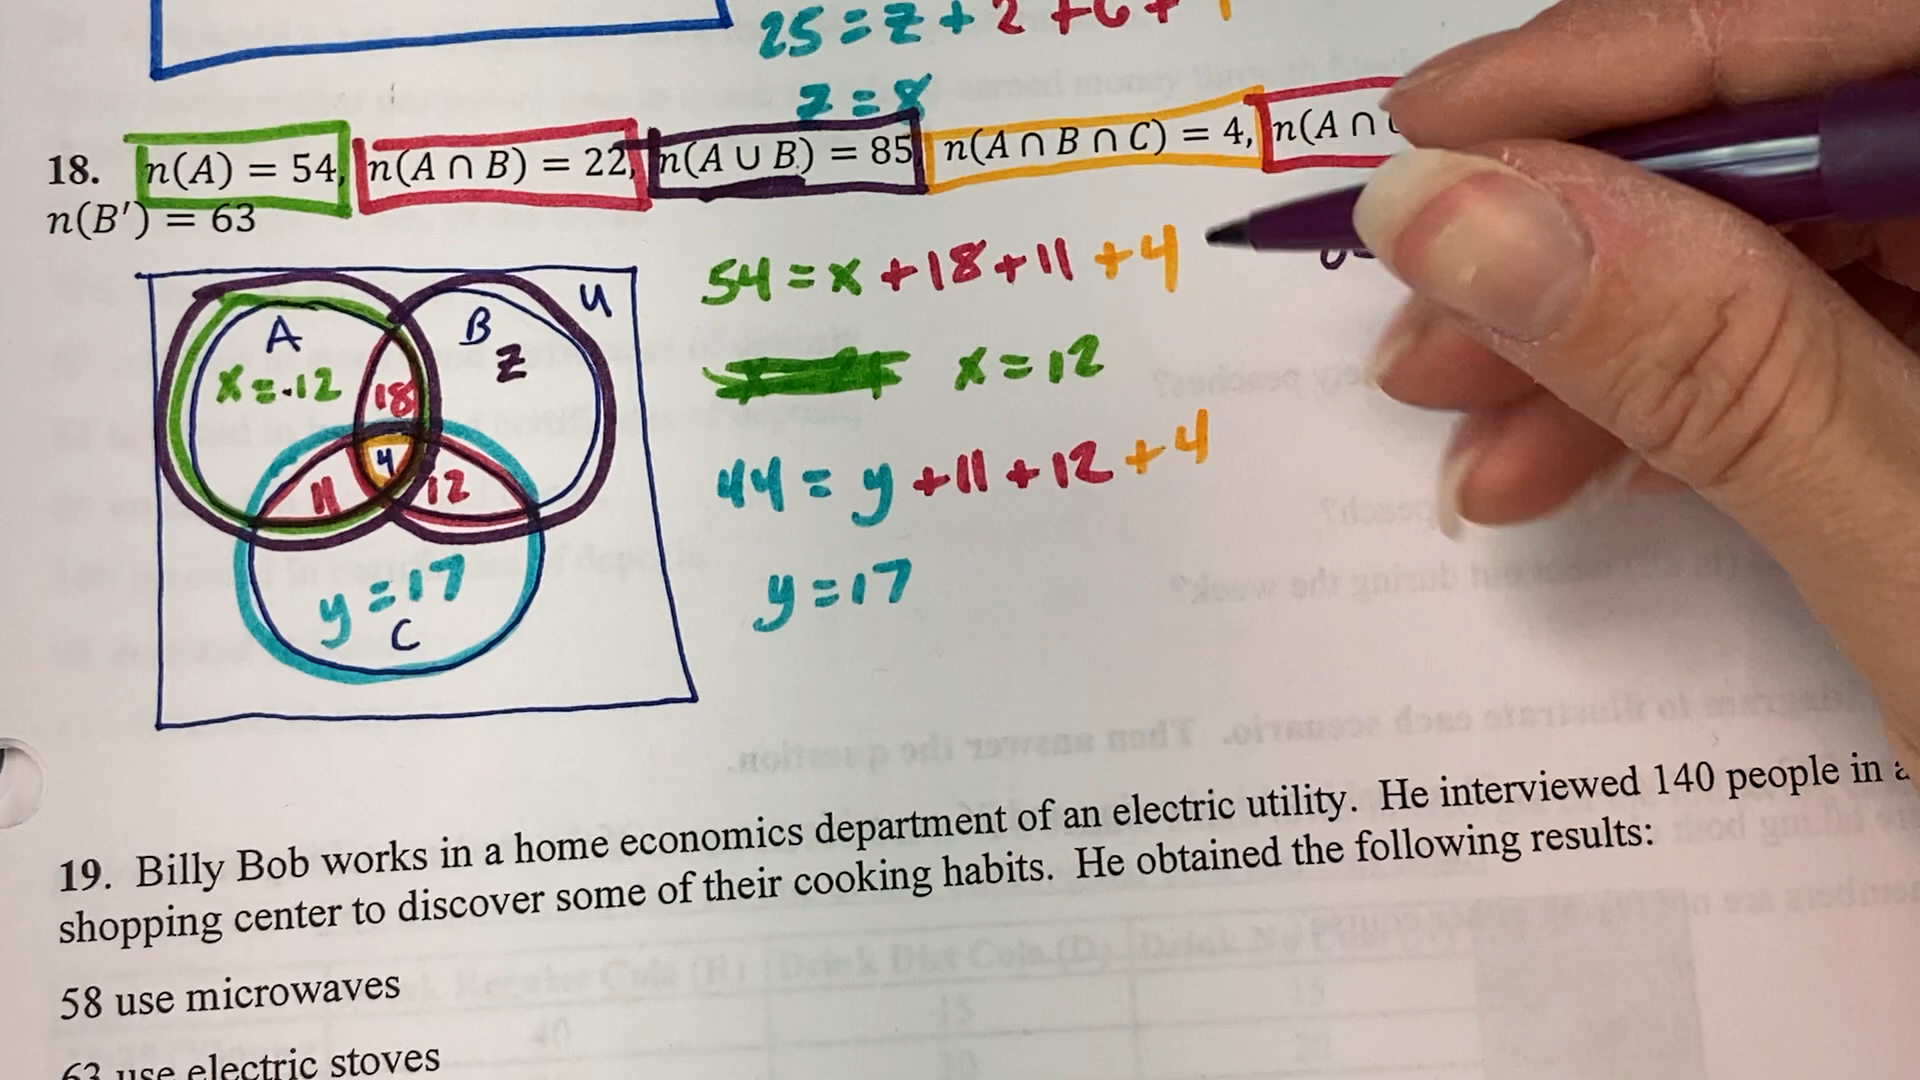 25 = z + 2 + 6 +
z = 8
18. n(A) = 54, n(A ∩ B) = 22, n(A ∪ B) = 85, n(A ∩ B ∩ C) = 4, n(A ∩
n(B′) = 63
U
A
B
x = 12
z
18
4
11
12
y = 17
C
54 = x + 18 + 11 + 4
x = 12
44 = y + 11 + 12 + 4
y = 17
19. Billy Bob works in a home economics department of an electric utility. He interviewed 140 people in a
shopping center to discover some of their cooking habits. He obtained the following results:
58 use microwaves
63 use electric stoves